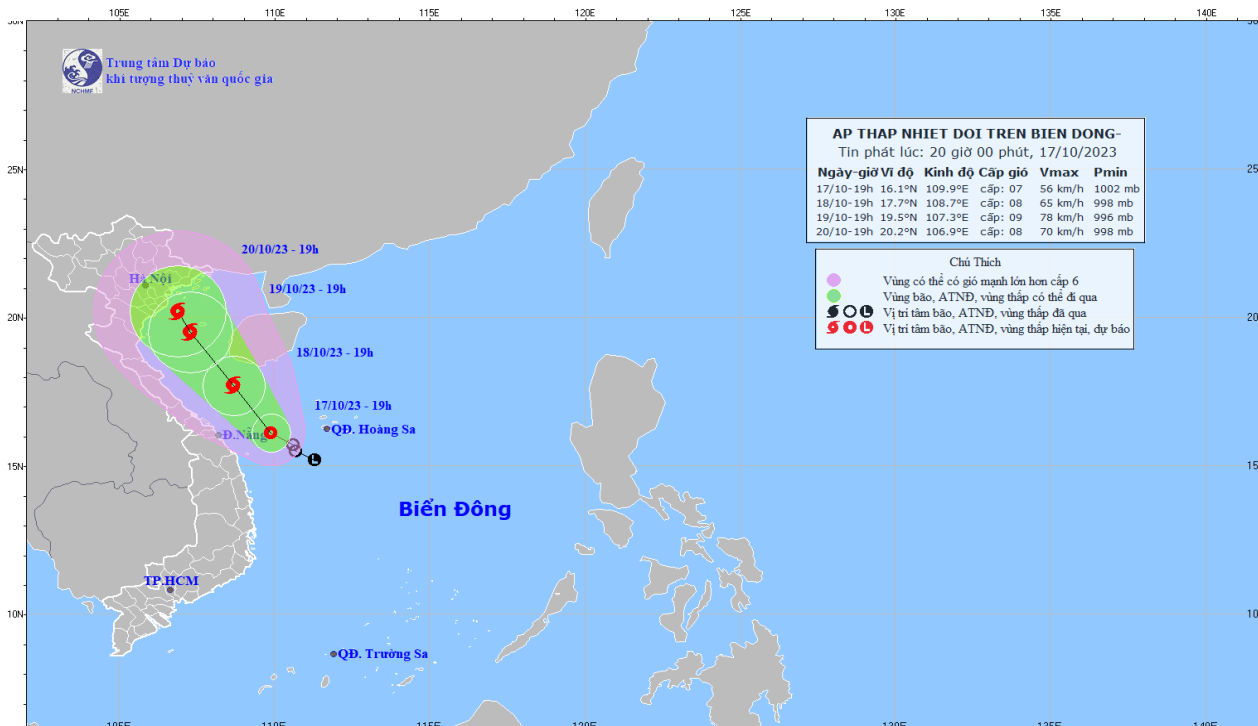 105E 110E 115E 120E 125E 130E 135E 140E
Trung tâm Dự báo
khí tượng thuỷ văn quốc gia
NCHMF
AP THAP NHIET DOI TREN BIEN DONG-
Tin phát lúc: 20 giờ 00 phút, 17/10/2023
Ngày-giờ Vĩ độ Kinh độ Cấp gió Vmax Pmin
17/10-19h 16.1°N 109.9°E cấp: 07 56 km/h 1002 mb
18/10-19h 17.7°N 108.7°E cấp: 08 65 km/h 998 mb
19/10-19h 19.5°N 107.3°E cấp: 09 78 km/h 996 mb
20/10-19h 20.2°N 106.9°E cấp: 08 70 km/h 998 mb
Chú Thích
Vùng có thể có gió mạnh lớn hơn cấp 6
Vùng bão, ATNĐ, vùng thấp có thể đi qua
L Vị trí tâm bão, ATNĐ, vùng thấp đã qua
L Vị trí tâm bão, ATNĐ, vùng thấp hiện tại, dự báo
25N
20/10/23 - 19h
Hà Nội
19/10/23 - 19h
20N
18/10/23 - 19h
17/10/23 - 19h
QĐ. Hoàng Sa
Đ.Nẵng
L
15N
Biển Đông
TP.HCM
10N
QĐ. Trường Sa
105E 110E 115E 120E 125E 130E 135E 140E